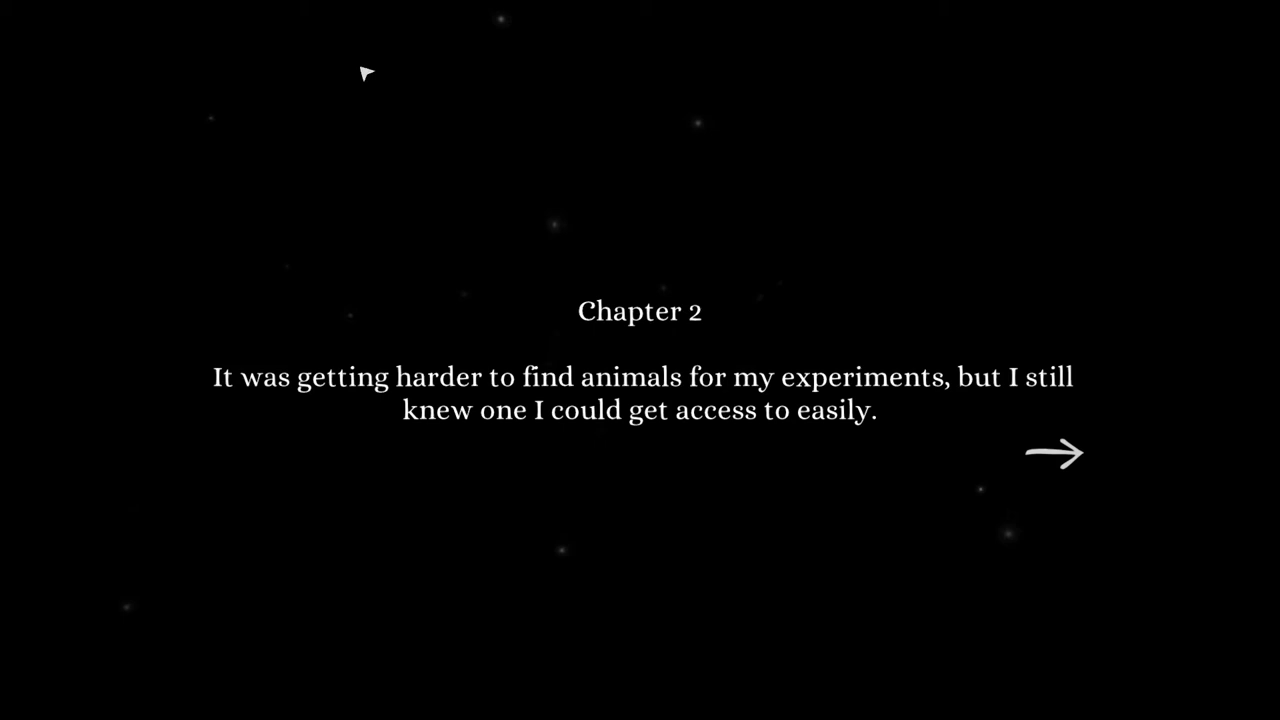 Chapter 2
It was getting harder to find animals for my experiments, but I still
knew one I could get access to easily.